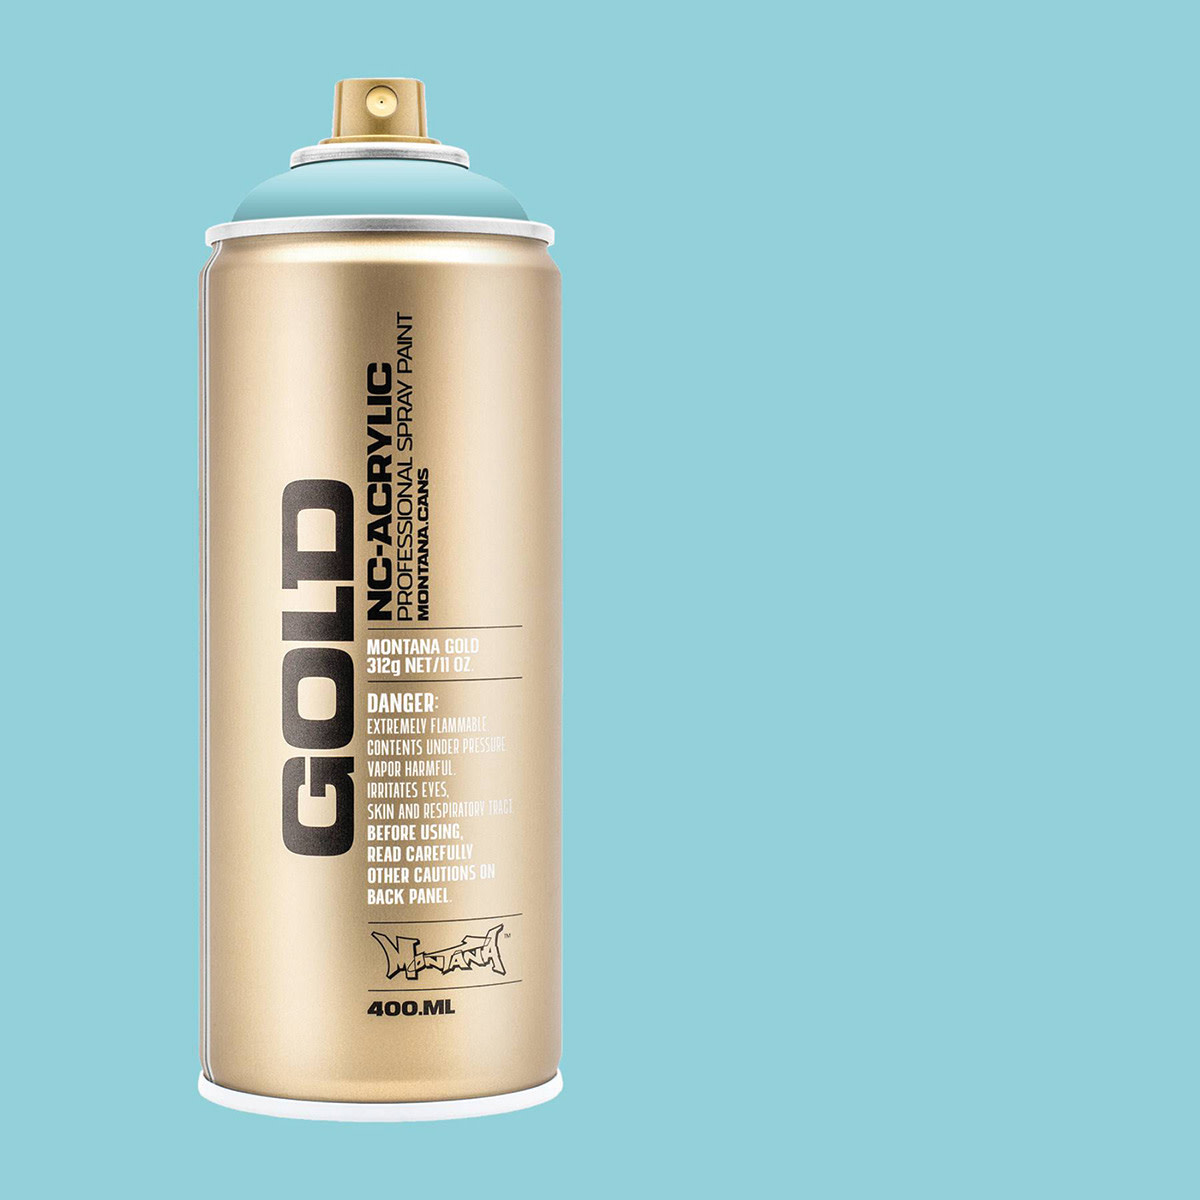 GOLD
NC-ACRYLIC
PROFESSIONAL SPRAY PAINT
MONTANA.CANS
MONTANA GOLD
312g NET/11 OZ.
DANGER:
EXTREMELY FLAMMABLE
CONTENTS UNDER PRESSURE.
VAPOR HARMFUL.
IRRITATES EYES,
SKIN AND RESPIRATORY TRACT.
BEFORE USING,
READ CAREFULLY
OTHER CAUTIONS ON
BACK PANEL.
MONTANA™
400.ML